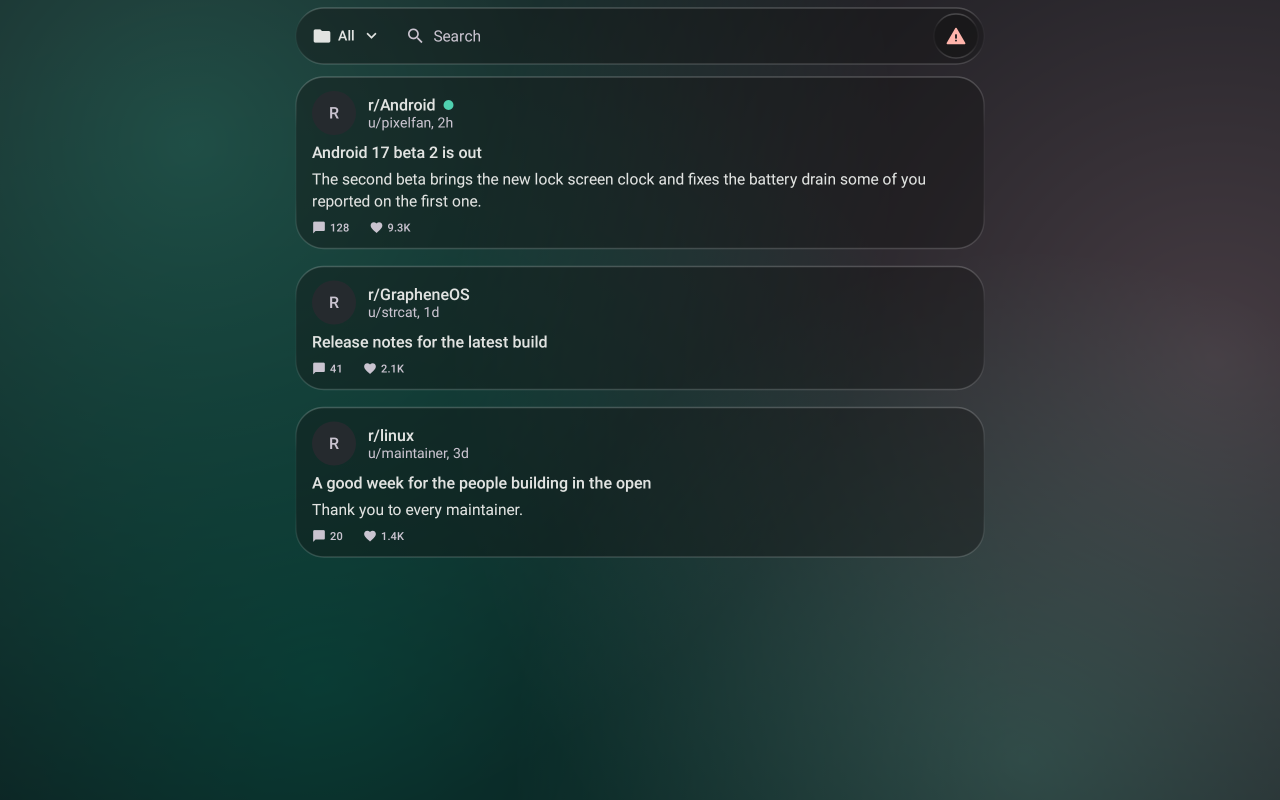 All
Search
R
r/Android
u/pixelfan, 2h
Android 17 beta 2 is out
The second beta brings the new lock screen clock and fixes the battery drain some of you
reported on the first one.
128 9.3K
R
r/GrapheneOS
u/strcat, 1d
Release notes for the latest build
41 2.1K
R
r/linux
u/maintainer, 3d
A good week for the people building in the open
Thank you to every maintainer.
20 1.4K